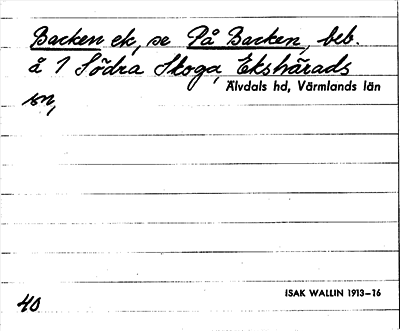 Backen ek, se På Backen, beb.
å 1 Södra Skoga, Ekshärads
Älvdals hd, Värmlands län
sn,
ISAK WALLIN 1913–16
40